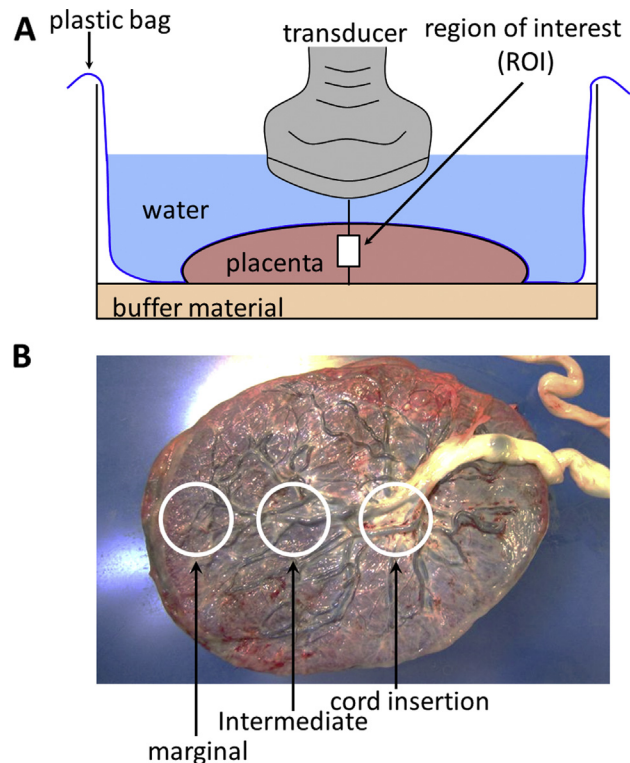 A
plastic bag
transducer
region of interest
(ROI)
water
placenta
buffer material
B
cord insertion
Intermediate
marginal